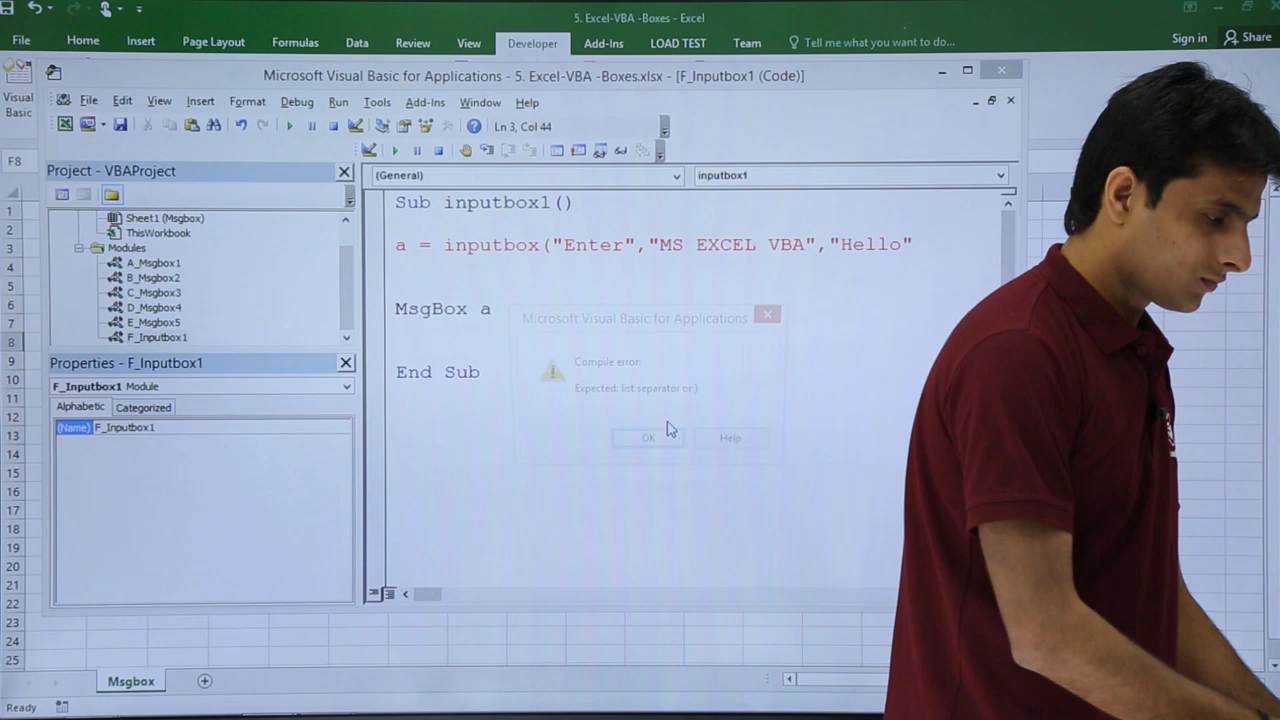 5. Excel-VBA -Boxes - Excel
File Home Insert Page Layout Formulas Data Review View Developer Add-Ins LOAD TEST Team Tell me what you want to do... Sign in Share
Visual
Basic
Microsoft Visual Basic for Applications - 5. Excel-VBA -Boxes.xlsx - [F_Inputbox1 (Code)]
File Edit View Insert Format Debug Run Tools Add-Ins Window Help
Ln 3, Col 44
F8
Project - VBAProject
Sheet1 (Msgbox)
ThisWorkbook
Modules
A_Msgbox1
B_Msgbox2
C_Msgbox3
D_Msgbox4
E_Msgbox5
F_Inputbox1
Properties - F_Inputbox1
F_Inputbox1 Module
Alphabetic Categorized
(Name) F_Inputbox1
(General) inputbox1
Sub inputbox1()
a = inputbox("Enter","MS EXCEL VBA","Hello"
MsgBox a
End Sub
Microsoft Visual Basic for Applications
Compile error:
Expected: list separator or )
OK Help
1
2
3
4
5
6
7
8
9
10
11
12
13
14
15
16
17
18
19
20
21
22
23
24
25
Msgbox
Ready